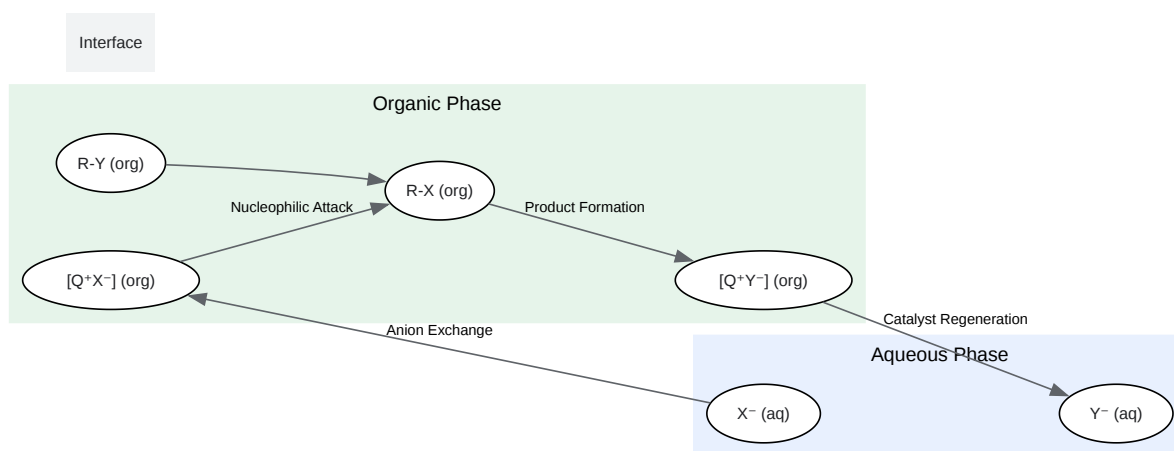 Interface
Organic Phase
R-Y (org)
R-X (org)
Nucleophilic Attack
Product Formation
[Q⁺X⁻] (org)
[Q⁺Y⁻] (org)
Catalyst Regeneration
Anion Exchange
Aqueous Phase
X⁻ (aq)
Y⁻ (aq)